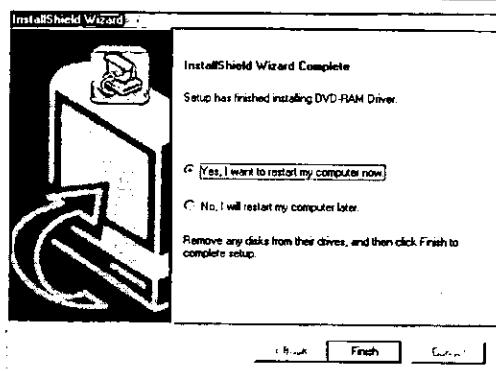 InstallShield Wizard
InstallShield Wizard Complete
Setup has finished installing DVD-RAM Driver.
Yes, I want to restart my computer now.
No, I will restart my computer later.
Remove any disks from their drives, and then click Finish to
complete setup.
Finish